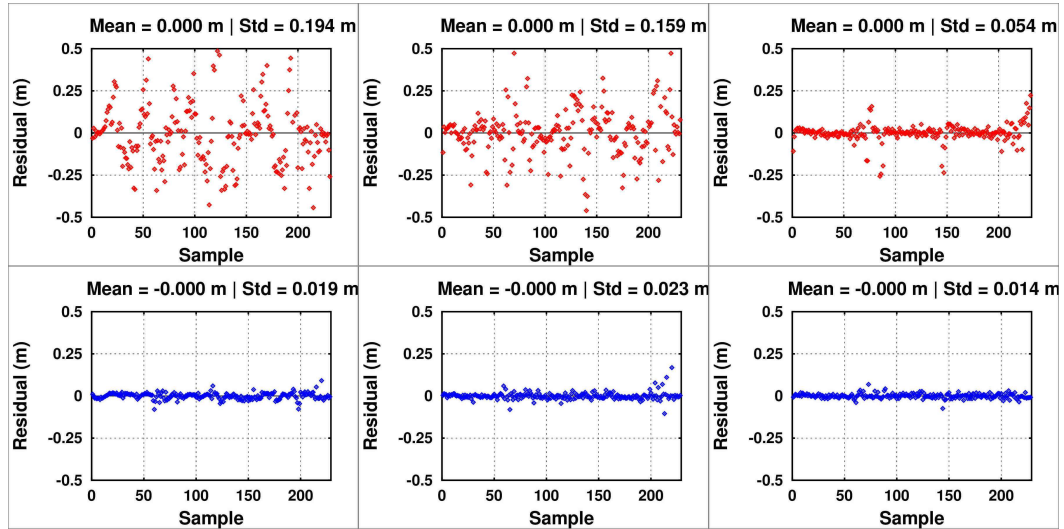 Mean = 0.000 m | Std = 0.194 m
Mean = 0.000 m | Std = 0.159 m
Mean = 0.000 m | Std = 0.054 m
Residual (m)
0.5
0.25
0
-0.25
-0.5
0 50 100 150 200
Sample
Residual (m)
0.5
0.25
0
-0.25
-0.5
0 50 100 150 200
Sample
Residual (m)
0.5
0.25
0
-0.25
-0.5
0 50 100 150 200
Sample
Mean = -0.000 m | Std = 0.019 m
Mean = -0.000 m | Std = 0.023 m
Mean = -0.000 m | Std = 0.014 m
Residual (m)
0.5
0.25
0
-0.25
-0.5
0 50 100 150 200
Sample
Residual (m)
0.5
0.25
0
-0.25
-0.5
0 50 100 150 200
Sample
Residual (m)
0.5
0.25
0
-0.25
-0.5
0 50 100 150 200
Sample